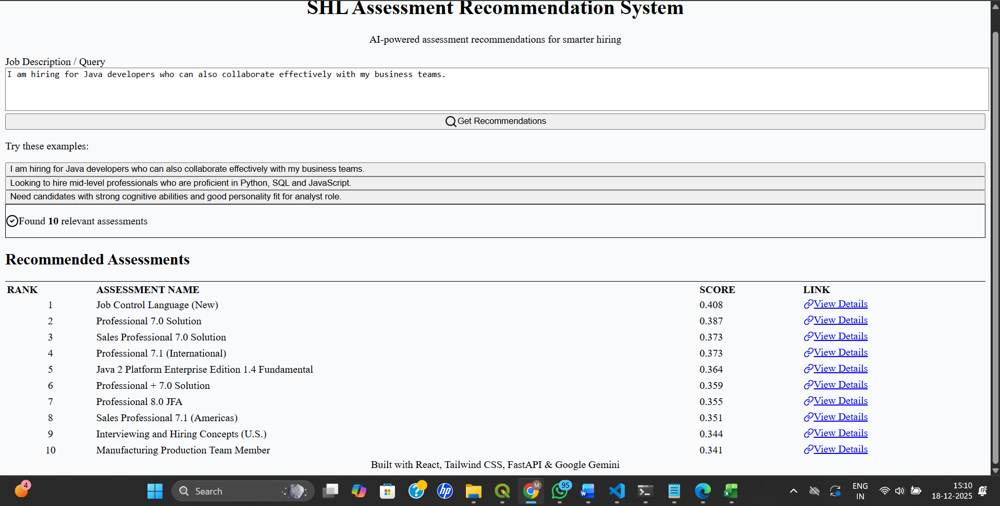 SHL Assessment Recommendation System
AI-powered assessment recommendations for smarter hiring
Job Description / Query
I am hiring for Java developers who can also collaborate effectively with my business teams.
Get Recommendations
Try these examples:
I am hiring for Java developers who can also collaborate effectively with my business teams.
Looking to hire mid-level professionals who are proficient in Python, SQL and JavaScript.
Need candidates with strong cognitive abilities and good personality fit for analyst role.
Found 10 relevant assessments
Recommended Assessments
RANK ASSESSMENT NAME SCORE LINK
1 Job Control Language (New) 0.408 View Details
2 Professional 7.0 Solution 0.387 View Details
3 Sales Professional 7.0 Solution 0.373 View Details
4 Professional 7.1 (International) 0.373 View Details
5 Java 2 Platform Enterprise Edition 1.4 Fundamental 0.364 View Details
6 Professional + 7.0 Solution 0.359 View Details
7 Professional 8.0 JFA 0.355 View Details
8 Sales Professional 7.1 (Americas) 0.351 View Details
9 Interviewing and Hiring Concepts (U.S.) 0.344 View Details
10 Manufacturing Production Team Member 0.341 View Details
Built with React, Tailwind CSS, FastAPI & Google Gemini
4 Search hp M 95 W X ENG 15:10
IN 18-12-2025